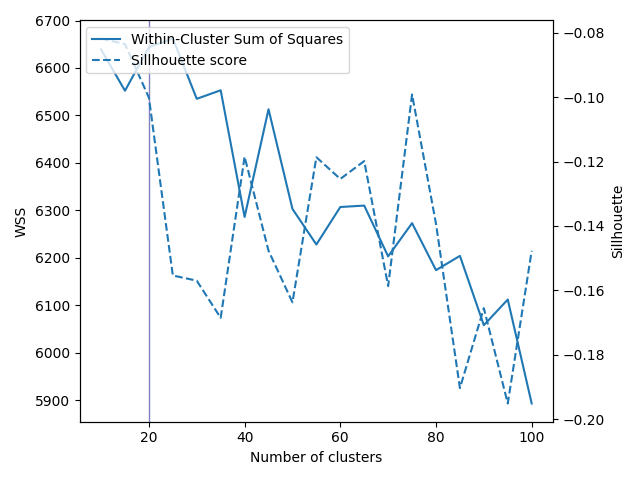 Within-Cluster Sum of Squares
Sillhouette score
6700
6600
6500
6400
6300
6200
6100
6000
5900
WSS
−0.08
−0.10
−0.12
−0.14
−0.16
−0.18
−0.20
Sillhouette
20 40 60 80 100
Number of clusters